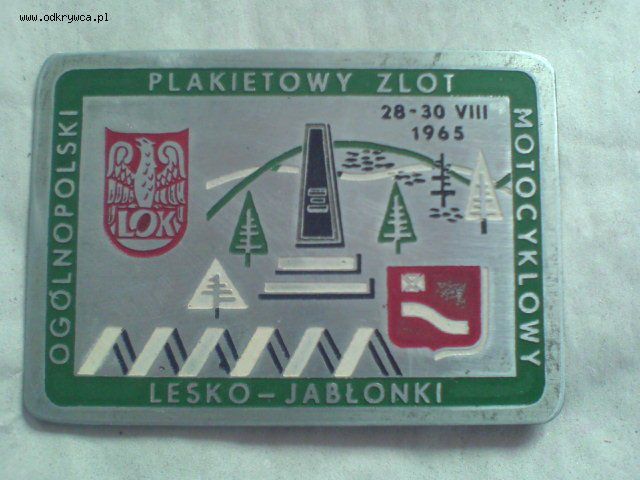 www.odkrywca.pl
OGÓLNOPOLSKI
PLAKIETOWY ZLOT
MOTOCYKLOWY
28-30 VIII
1965
LOK
LESKO-JABŁONKI